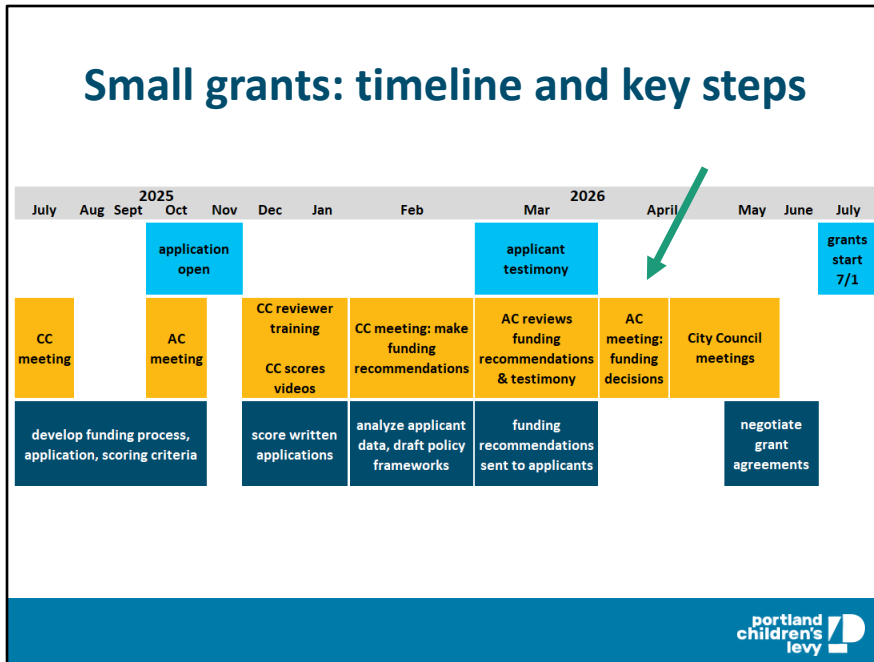 Small grants: timeline and key steps
2025
2026
July Aug Sept Oct Nov Dec Jan Feb Mar April May June July
application
open
applicant
testimony
grants
start
7/1
CC
meeting
AC
meeting
CC reviewer
training
CC scores
videos
CC meeting: make
funding
recommendations
AC reviews
funding
recommendations
& testimony
AC
meeting:
funding
decisions
City Council
meetings
develop funding process,
application, scoring criteria
score written
applications
analyze applicant
data, draft policy
frameworks
funding
recommendations
sent to applicants
negotiate
grant
agreements
portland
children's
levy